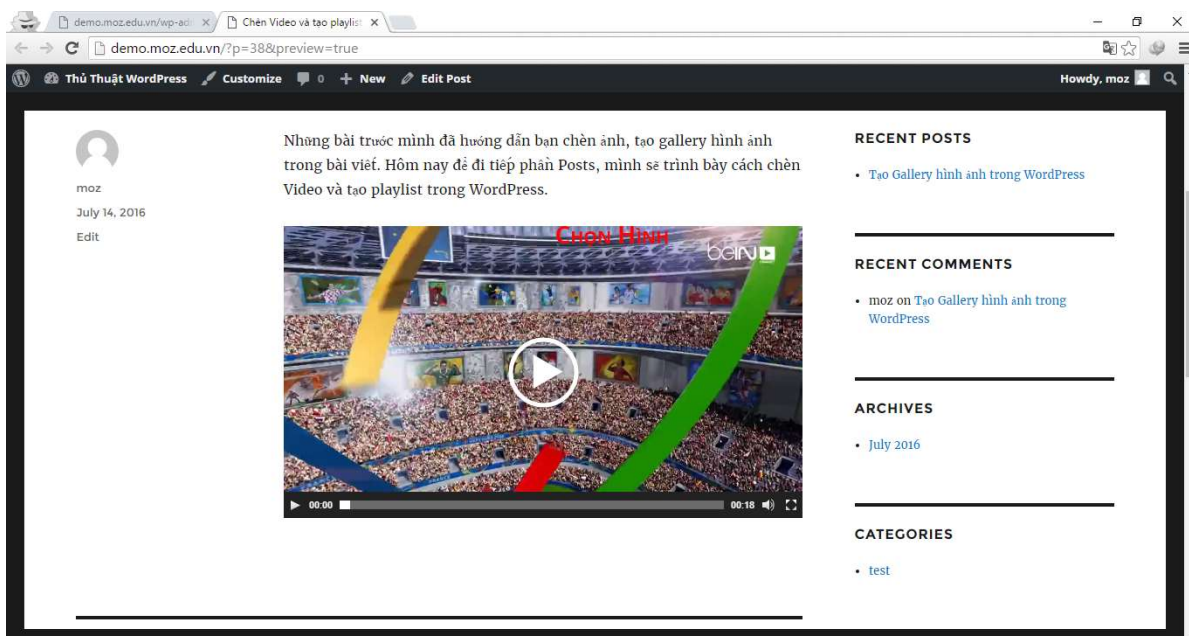 demo.moz.edu.vn/wp-ad
Chèn Video và tạo playlist
demo.moz.edu.vn/?p=38&preview=true
Thủ Thuật WordPress Customize 0 New Edit Post Howdy, moz
moz
July 14, 2016
Edit
Những bài trước mình đã hướng dẫn bạn chèn ảnh, tạo gallery hình ảnh
trong bài viết. Hôm nay để đi tiếp phần Posts, mình sẽ trình bày cách chèn
Video và tạo playlist trong WordPress.
CHỌN HÌNH
beIN
00:00 00:18
RECENT POSTS
Tạo Gallery hình ảnh trong WordPress
RECENT COMMENTS
moz on Tạo Gallery hình ảnh trong
WordPress
ARCHIVES
July 2016
CATEGORIES
test